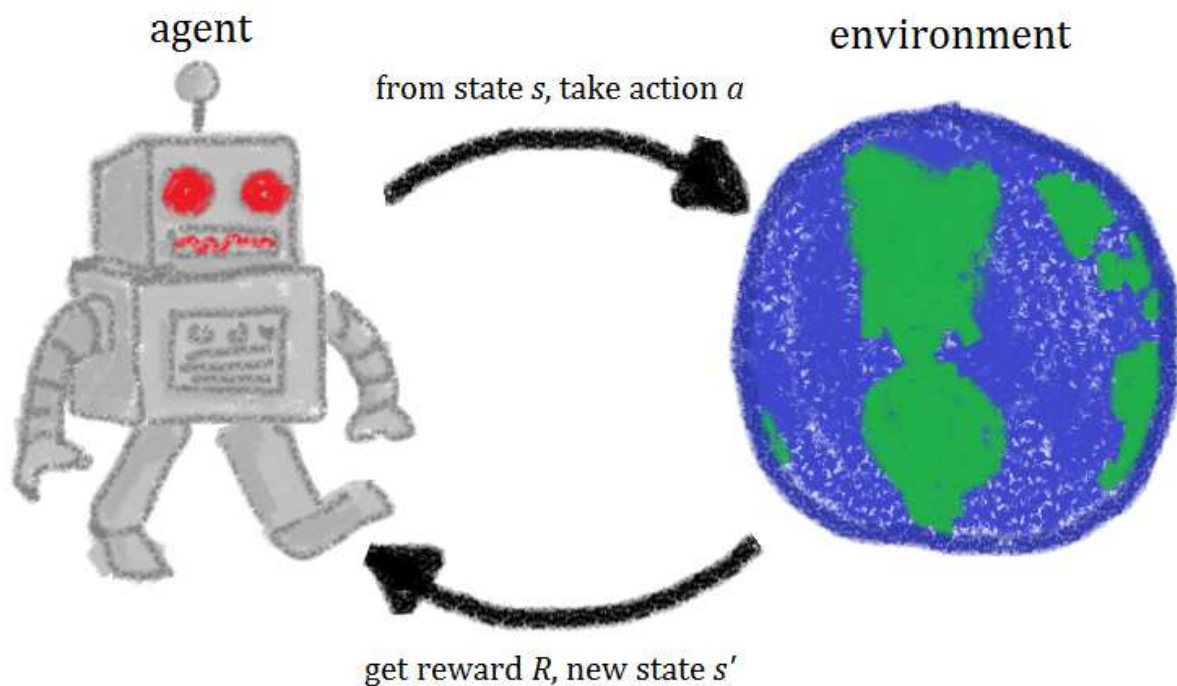 agent
environment
from state s, take action a
get reward R, new state s′